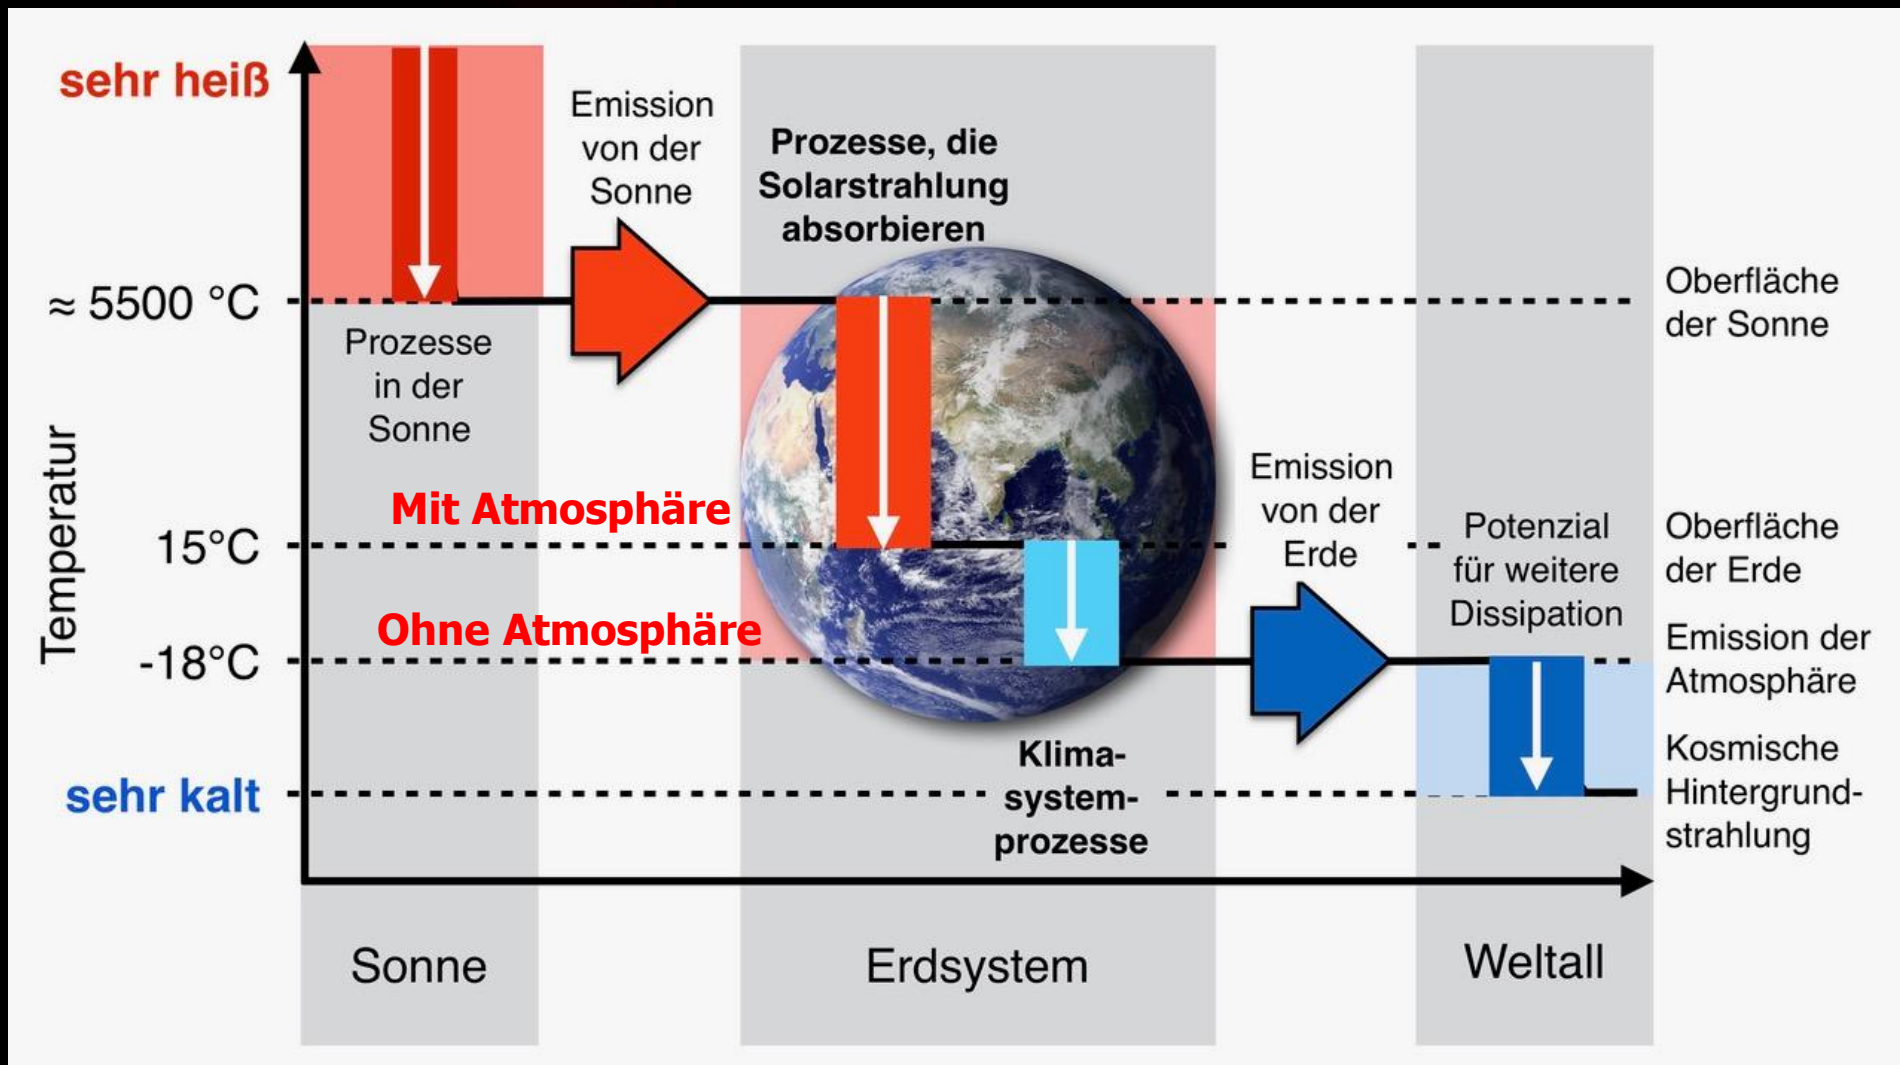 sehr heiß
≈ 5500 °C
Temperatur
15°C
-18°C
sehr kalt
Prozesse
in der
Sonne
Emission
von der
Sonne
Prozesse, die
Solarstrahlung
absorbieren
Mit Atmosphäre
Ohne Atmosphäre
Klima-
system-
prozesse
Emission
von der
Erde
Potenzial
für weitere
Dissipation
Oberfläche
der Sonne
Oberfläche
der Erde
Emission der
Atmosphäre
Kosmische
Hintergrund-
strahlung
Sonne
Erdsystem
Weltall